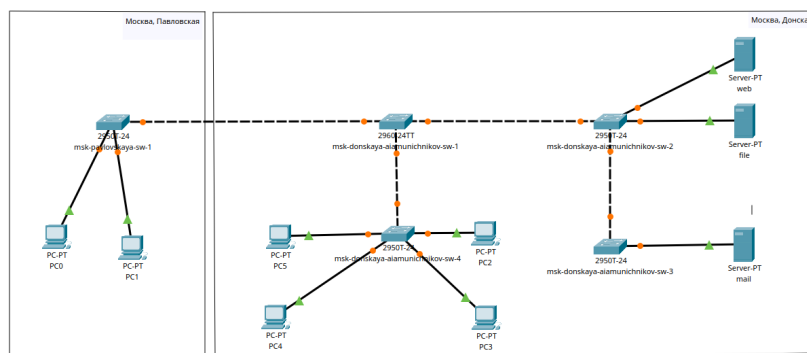 Москва, Павловская
Москва, Донска
2950T-24
msk-pavlovskaya-sw-1
PC-PT
PC0
PC-PT
PC1
2960-24TT
msk-donskaya-aiamunichnikov-sw-1
2950T-24
msk-donskaya-aiamunichnikov-sw-2
Server-PT
web
Server-PT
file
PC-PT
PC5
2950T-24
msk-donskaya-aiamunichnikov-sw-4
PC-PT
PC2
PC-PT
PC4
PC-PT
PC3
2950T-24
msk-donskaya-aiamunichnikov-sw-3
Server-PT
mail